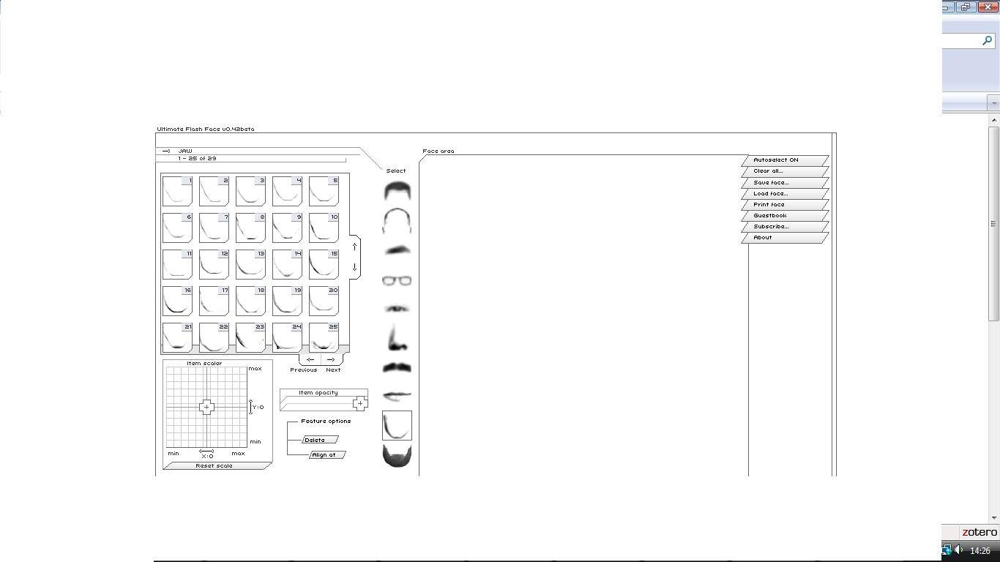 Ultimate Flash Face v0.42beta
JAW
1 - 25 of 29
Select
Face area
1 2 3 4 5
6 7 8 9 10
11 12 13 14 15
16 17 18 19 20
21 22 23 24 25
Previous Next
Item scaler
max
Y:0
min
min X:0 max
Reset scale
Item opacity
Feature options
Delete
Align at
Autoselect ON
Clear all...
Save face...
Load face...
Print face
Guestbook
Subscribe...
About
zotero
14:26